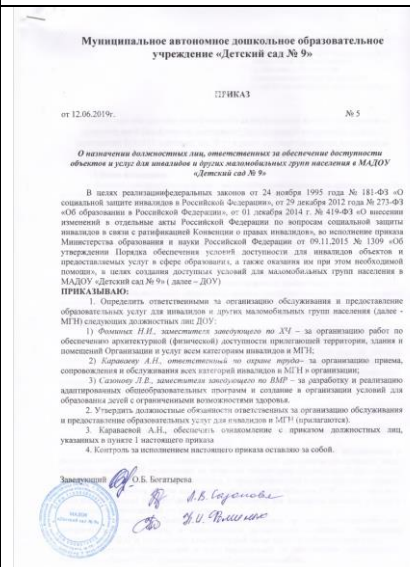 Муниципальное автономное дошкольное образовательное
учреждение «Детский сад № 9»
ПРИКАЗ
от 12.06.2019г. № 5
О назначении должностных лиц, ответственных за обеспечение доступности
объектов и услуг для инвалидов и других маломобильных групп населения в МАДОУ
«Детский сад № 9»
В целях реализациифедеральных законов от 24 ноября 1995 года № 181-ФЗ «О
социальной защите инвалидов в Российской Федерации», от 29 декабря 2012 года № 273-ФЗ
«Об образовании в Российской Федерации», от 01 декабря 2014 г. № 419-ФЗ «О внесении
изменений в отдельные акты Российской Федерации по вопросам социальной защиты
инвалидов в связи с ратификацией Конвенции о правах инвалидов», во исполнение приказа
Министерства образования и науки Российской Федерации от 09.11.2015 № 1309 «Об
утверждении Порядка обеспечения условий доступности для инвалидов объектов и
предоставляемых услуг в сфере образования, а также оказания им при этом необходимой
помощи», в целях создания доступных условий для маломобильных групп населения в
МАДОУ «Детский сад № 9» ( далее – ДОУ)
ПРИКАЗЫВАЮ:
1. Определить ответственными за организацию обслуживания и предоставление
образовательных услуг для инвалидов и других маломобильных групп населения (далее -
МГН) следующих должностных лиц ДОУ:
1) Фоминых Н.И., заместителя заведующего по ХЧ – за организацию работ по
обеспечению архитектурной (физической) доступности прилегающей территории, здания и
помещений Организации и услуг всем категориям инвалидов и МГН;
2) Караваеву А.Н., ответственный по охране труда– за организацию приема,
сопровождения и обслуживания всех категорий инвалидов и МГН в организации;
3) Сазонову Л.В., заместителя заведующего по ВМР – за разработку и реализацию
адаптированных общеобразовательных программ и создание в организации условий для
образования детей с ограниченными возможностями здоровья.
2. Утвердить должностные обязанности ответственных за организацию обслуживания
и предоставление образовательных услуг для инвалидов и МГН (прилагаются).
3. Караваевой А.Н., обеспечить ознакомление с приказом должностных лиц,
указанных в пункте 1 настоящего приказа
4. Контроль за исполнением настоящего приказа оставляю за собой.
Заведующий О.Б. Богатырева
Л.В. Сазонова
Н.И. Фоминых